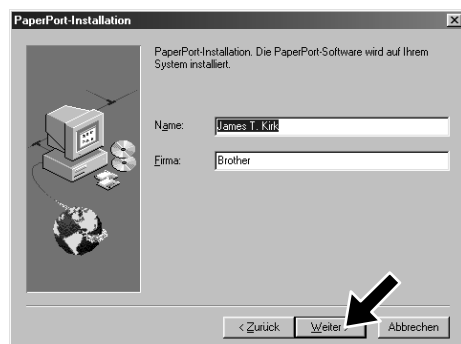 PaperPort-Installation
PaperPort-Installation. Die PaperPort-Software wird auf Ihrem
System installiert.
Name: James T. Kirk
Firma: Brother
< Zurück Weiter > Abbrechen